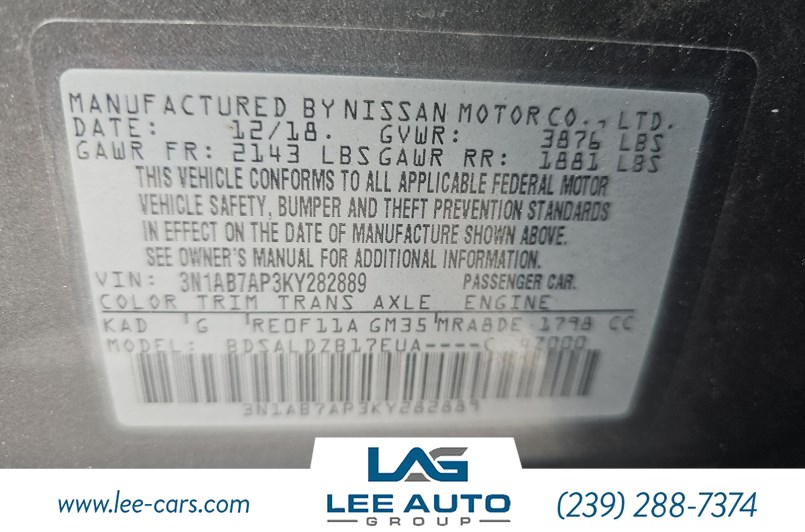 MANUFACTURED BY NISSAN MOTOR CO., LTD.
DATE: 12/18. GVWR: 3876 LBS
GAWR FR: 2143 LBS GAWR RR: 1881 LBS
THIS VEHICLE CONFORMS TO ALL APPLICABLE FEDERAL MOTOR
VEHICLE SAFETY, BUMPER AND THEFT PREVENTION STANDARDS
IN EFFECT ON THE DATE OF MANUFACTURE SHOWN ABOVE.
SEE OWNER'S MANUAL FOR ADDITIONAL INFORMATION.
VIN: 3N1AB7AP3KY282889 PASSENGER CAR.
COLOR TRIM TRANS AXLE ENGINE
KAD G RE0F11A GM35 MRA8DE 1798 CC
MODEL: BDSALDZB17EUA----C
3N1AB7AP3KY282889
LAG
www.lee-cars.com
LEE AUTO
GROUP
(239) 288-7374